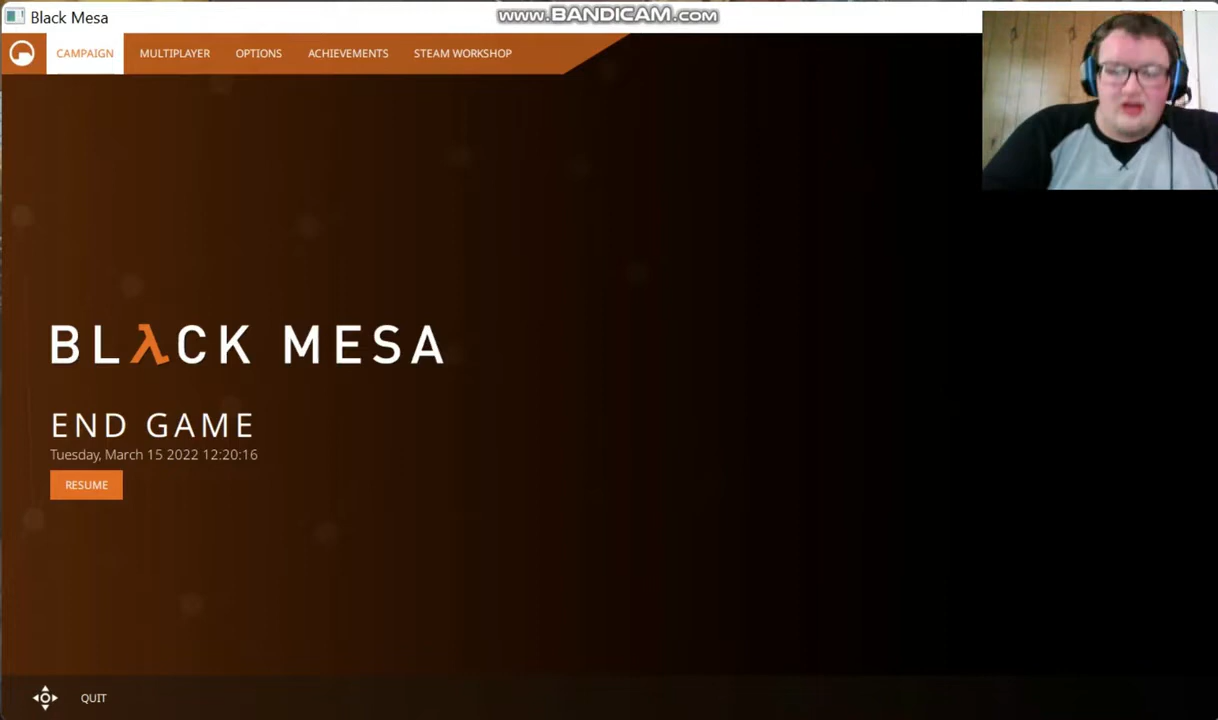 Black Mesa
www.BANDICAM.com
CAMPAIGN
MULTIPLAYER
OPTIONS
ACHIEVEMENTS
STEAM WORKSHOP
BLλCK MESA
END GAME
Tuesday, March 15 2022 12:20:16
RESUME
QUIT